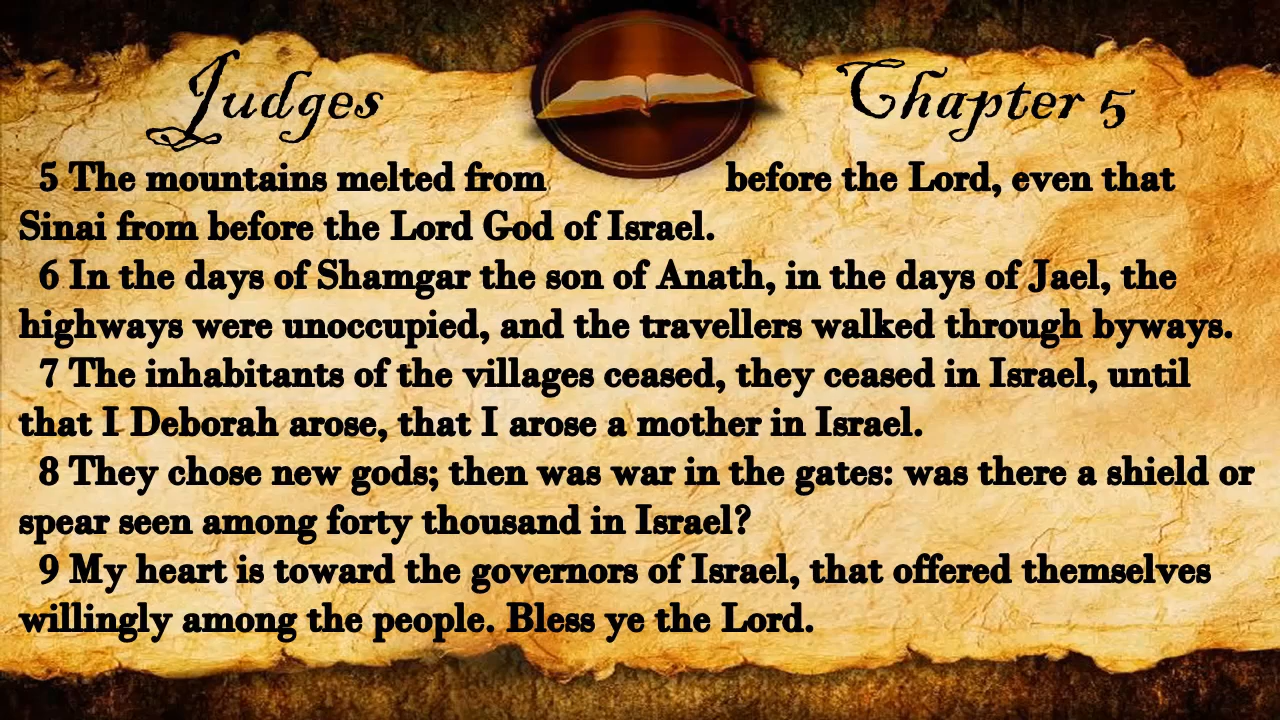 Judges Chapter 5
5 The mountains melted from before the Lord, even that
Sinai from before the Lord God of Israel.
6 In the days of Shamgar the son of Anath, in the days of Jael, the
highways were unoccupied, and the travellers walked through byways.
7 The inhabitants of the villages ceased, they ceased in Israel, until
that I Deborah arose, that I arose a mother in Israel.
8 They chose new gods; then was war in the gates: was there a shield or
spear seen among forty thousand in Israel?
9 My heart is toward the governors of Israel, that offered themselves
willingly among the people. Bless ye the Lord.